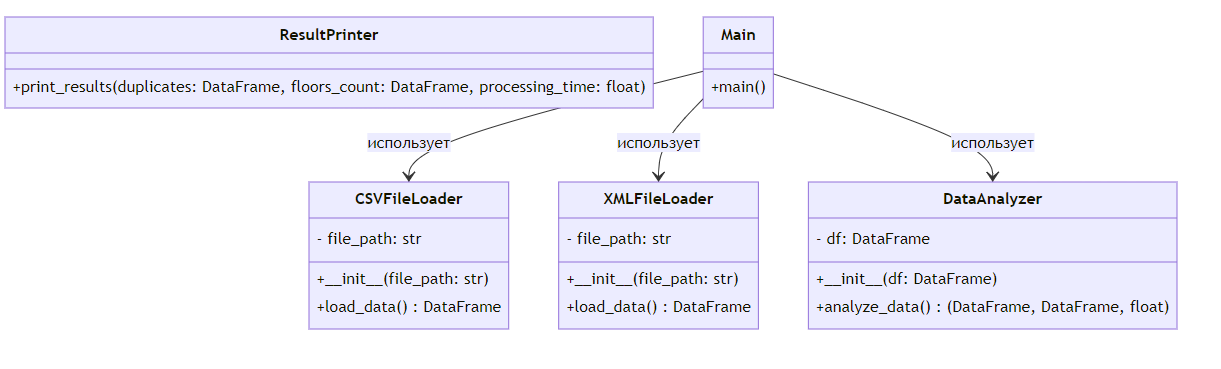 ResultPrinter
+print_results(duplicates: DataFrame, floors_count: DataFrame, processing_time: float)
Main
+main()
использует
использует
использует
CSVFileLoader
- file_path: str
+__init__(file_path: str)
+load_data() : DataFrame
XMLFileLoader
- file_path: str
+__init__(file_path: str)
+load_data() : DataFrame
DataAnalyzer
- df: DataFrame
+__init__(df: DataFrame)
+analyze_data() : (DataFrame, DataFrame, float)